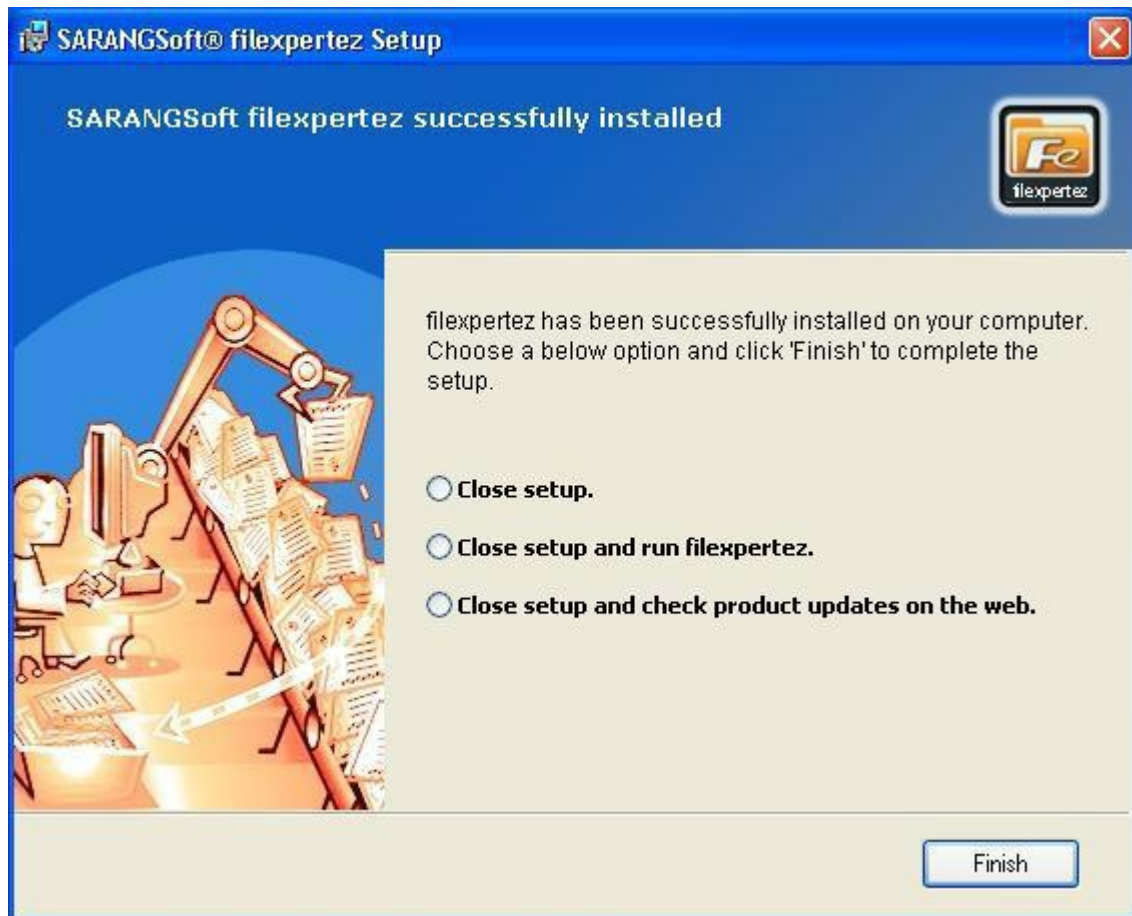 SARANGSoft® filexpertez Setup
SARANGSoft filexpertez successfully installed
Fe
filexpertez
filexpertez has been successfully installed on your computer.
Choose a below option and click 'Finish' to complete the
setup.
Close setup.
Close setup and run filexpertez.
Close setup and check product updates on the web.
Finish